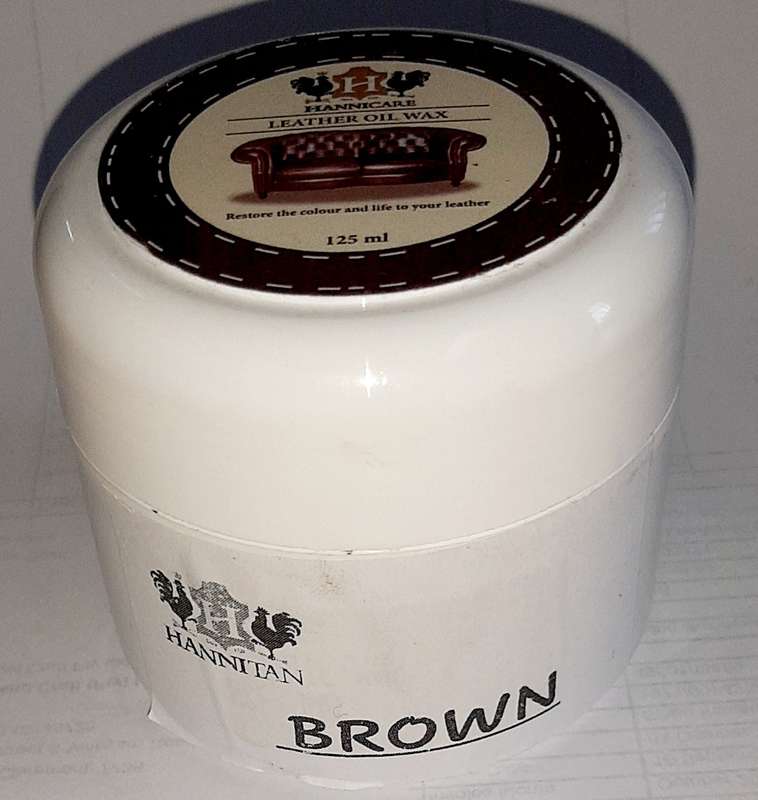 H
HANNICARE
LEATHER OIL WAX
Restore the colour and life to your leather
125 ml
H
HANNITAN
BROWN